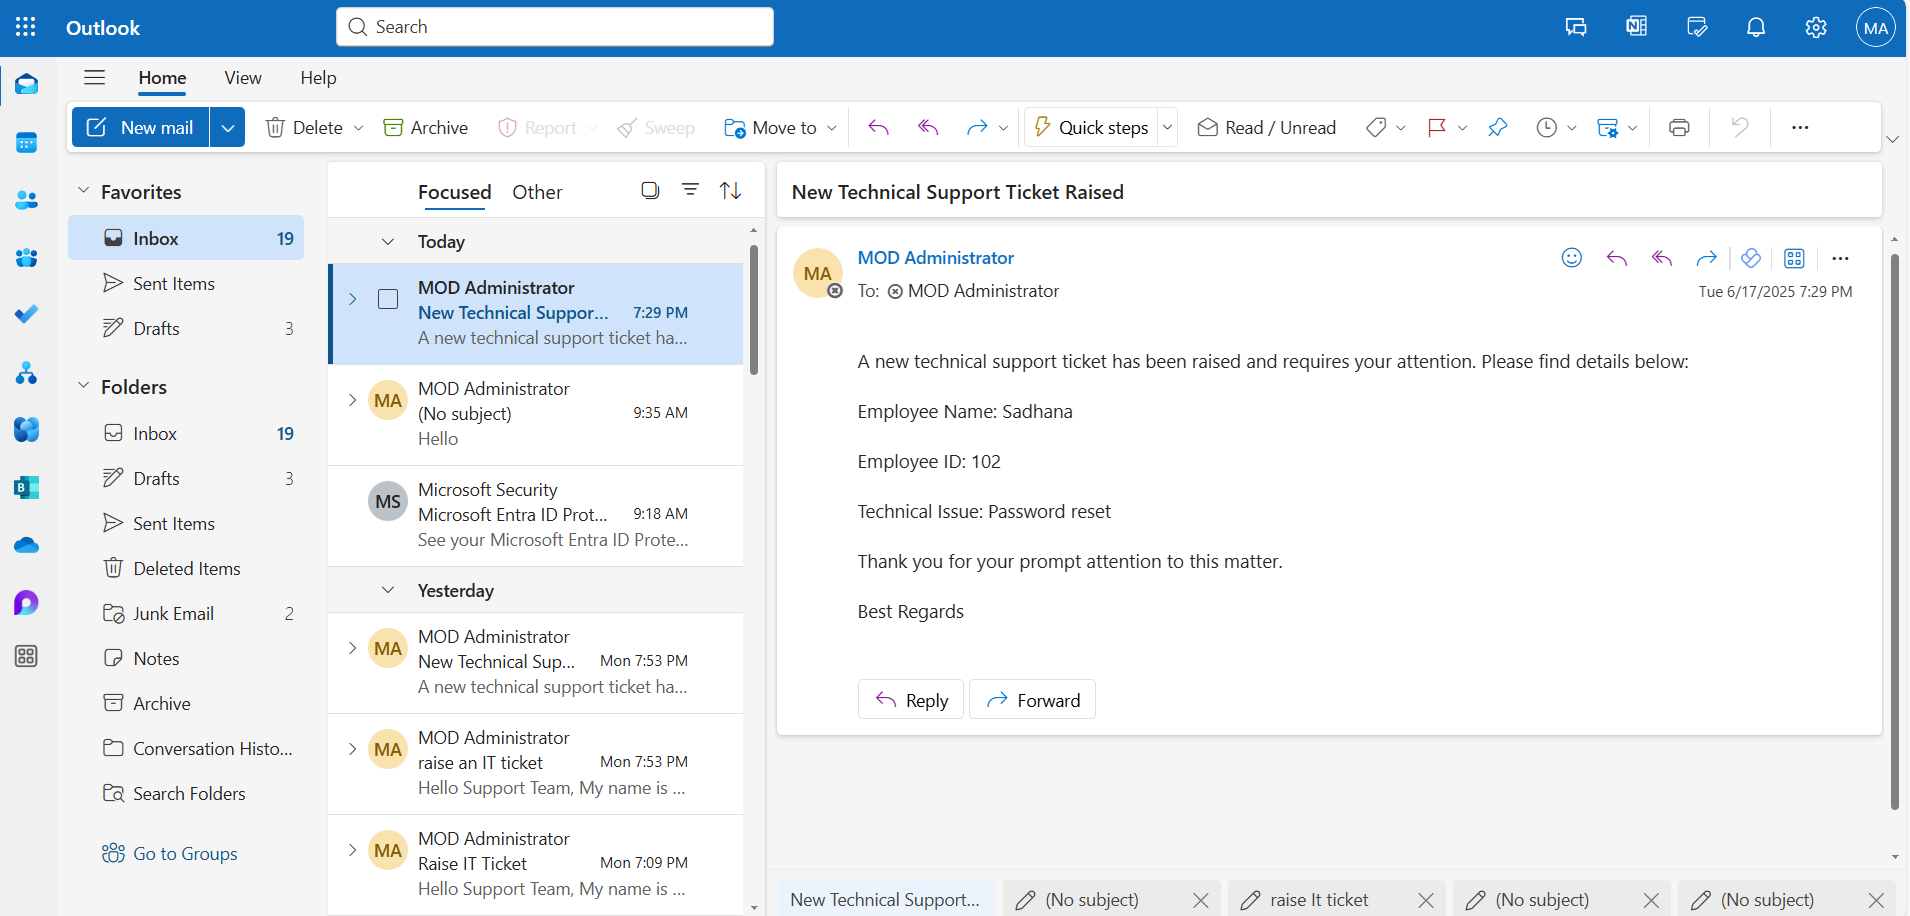 Outlook
Search
MA
Home
View
Help
New mail
Delete
Archive
Report
Sweep
Move to
Quick steps
Read / Unread
Favorites
Inbox 19
Sent Items
Drafts 3
Folders
Inbox 19
Drafts 3
Sent Items
Deleted Items
Junk Email 2
Notes
Archive
Conversation Histo...
Search Folders
Go to Groups
Focused
Other
Today
MOD Administrator
New Technical Suppor... 7:29 PM
A new technical support ticket ha...
MA
MOD Administrator
(No subject) 9:35 AM
Hello
MS
Microsoft Security
Microsoft Entra ID Prot... 9:18 AM
See your Microsoft Entra ID Prote...
Yesterday
MA
MOD Administrator
New Technical Sup... Mon 7:53 PM
A new technical support ticket ha...
MA
MOD Administrator
raise an IT ticket Mon 7:53 PM
Hello Support Team, My name is ...
MA
MOD Administrator
Raise IT Ticket Mon 7:09 PM
Hello Support Team, My name is ...
New Technical Support Ticket Raised
MA
MOD Administrator
To: MOD Administrator
Tue 6/17/2025 7:29 PM
A new technical support ticket has been raised and requires your attention. Please find details below:
Employee Name: Sadhana
Employee ID: 102
Technical Issue: Password reset
Thank you for your prompt attention to this matter.
Best Regards
Reply
Forward
New Technical Support...
(No subject)
raise It ticket
(No subject)
(No subject)